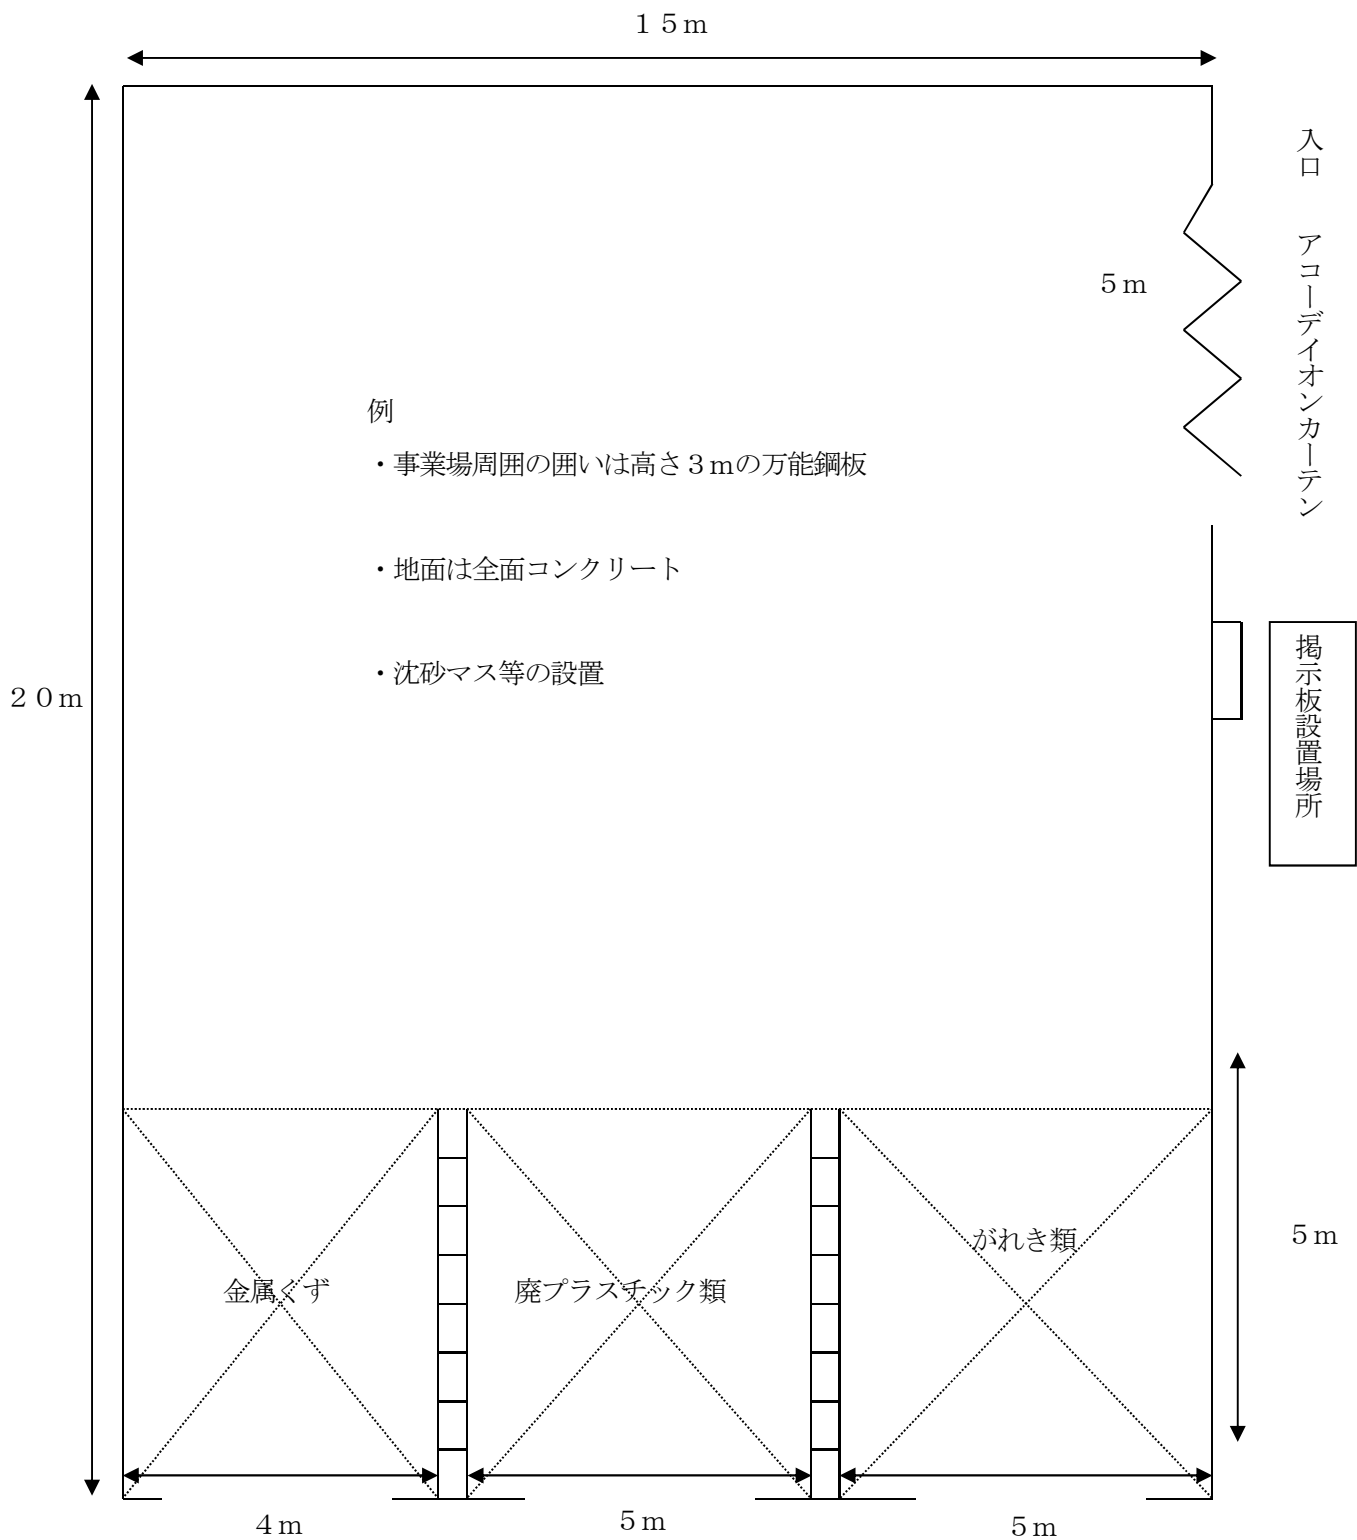 １５ｍ
入口　アコーデイオンカーテン
５ｍ
例
・事業場周囲の囲いは高さ３ｍの万能鋼板
・地面は全面コンクリート
・沈砂マス等の設置
２０ｍ
掲示板設置場所
がれき類
５ｍ
金属くず
廃プラスチック類
４ｍ
５ｍ
５ｍ